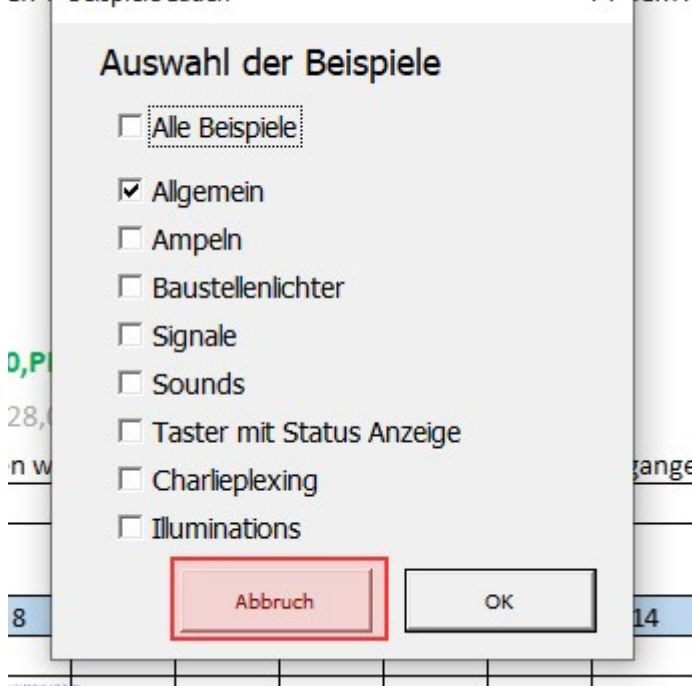 Auswahl der Beispiele
Alle Beispiele
Allgemein
Ampeln
Baustellenlichter
Signale
Sounds
Taster mit Status Anzeige
Charlieplexing
Illuminations
Abbruch OK
8 14